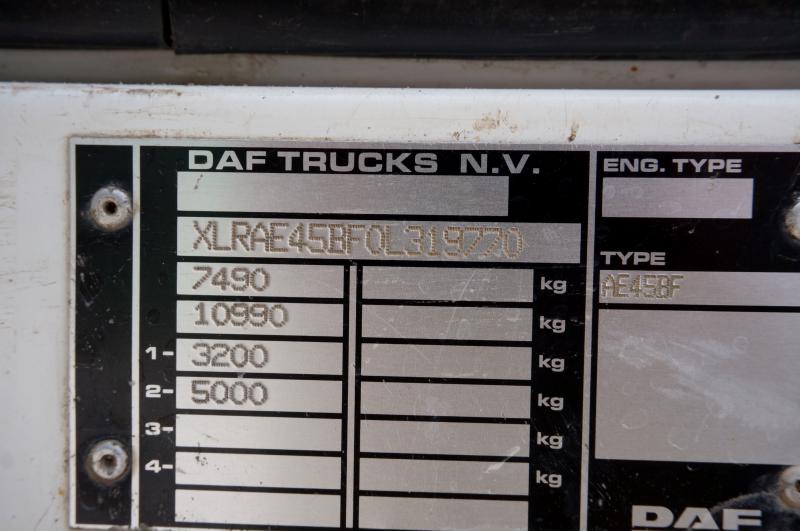 DAF TRUCKS N.V.
ENG. TYPE
XLRAE45BF0L319770
TYPE
7490 kg
AE45BF
10990 kg
1- 3200 kg
2- 5000 kg
3- kg
4- kg
DAF